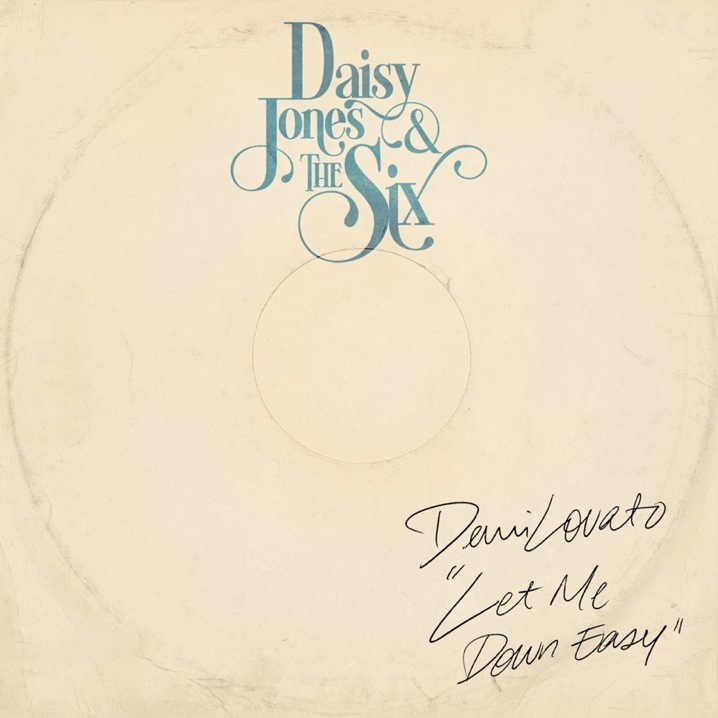 Daisy
Jones &
THE Six
Demi Lovato
"Let Me
Down Easy"